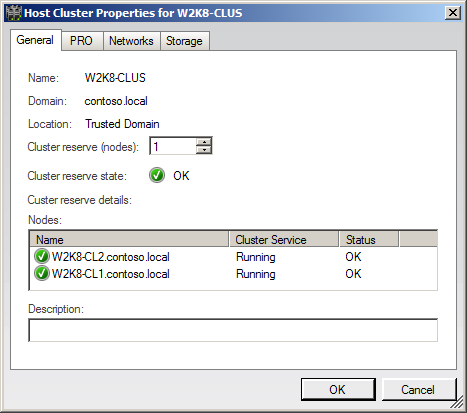 Host Cluster Properties for W2K8-CLUS
General PRO Networks Storage
Name: W2K8-CLUS
Domain: contoso.local
Location: Trusted Domain
Cluster reserve (nodes): 1
Cluster reserve state: OK
Custer reserve details:
Nodes:
Name Cluster Service Status
W2K8-CL2.contoso.local Running OK
W2K8-CL1.contoso.local Running OK
Description:
OK Cancel